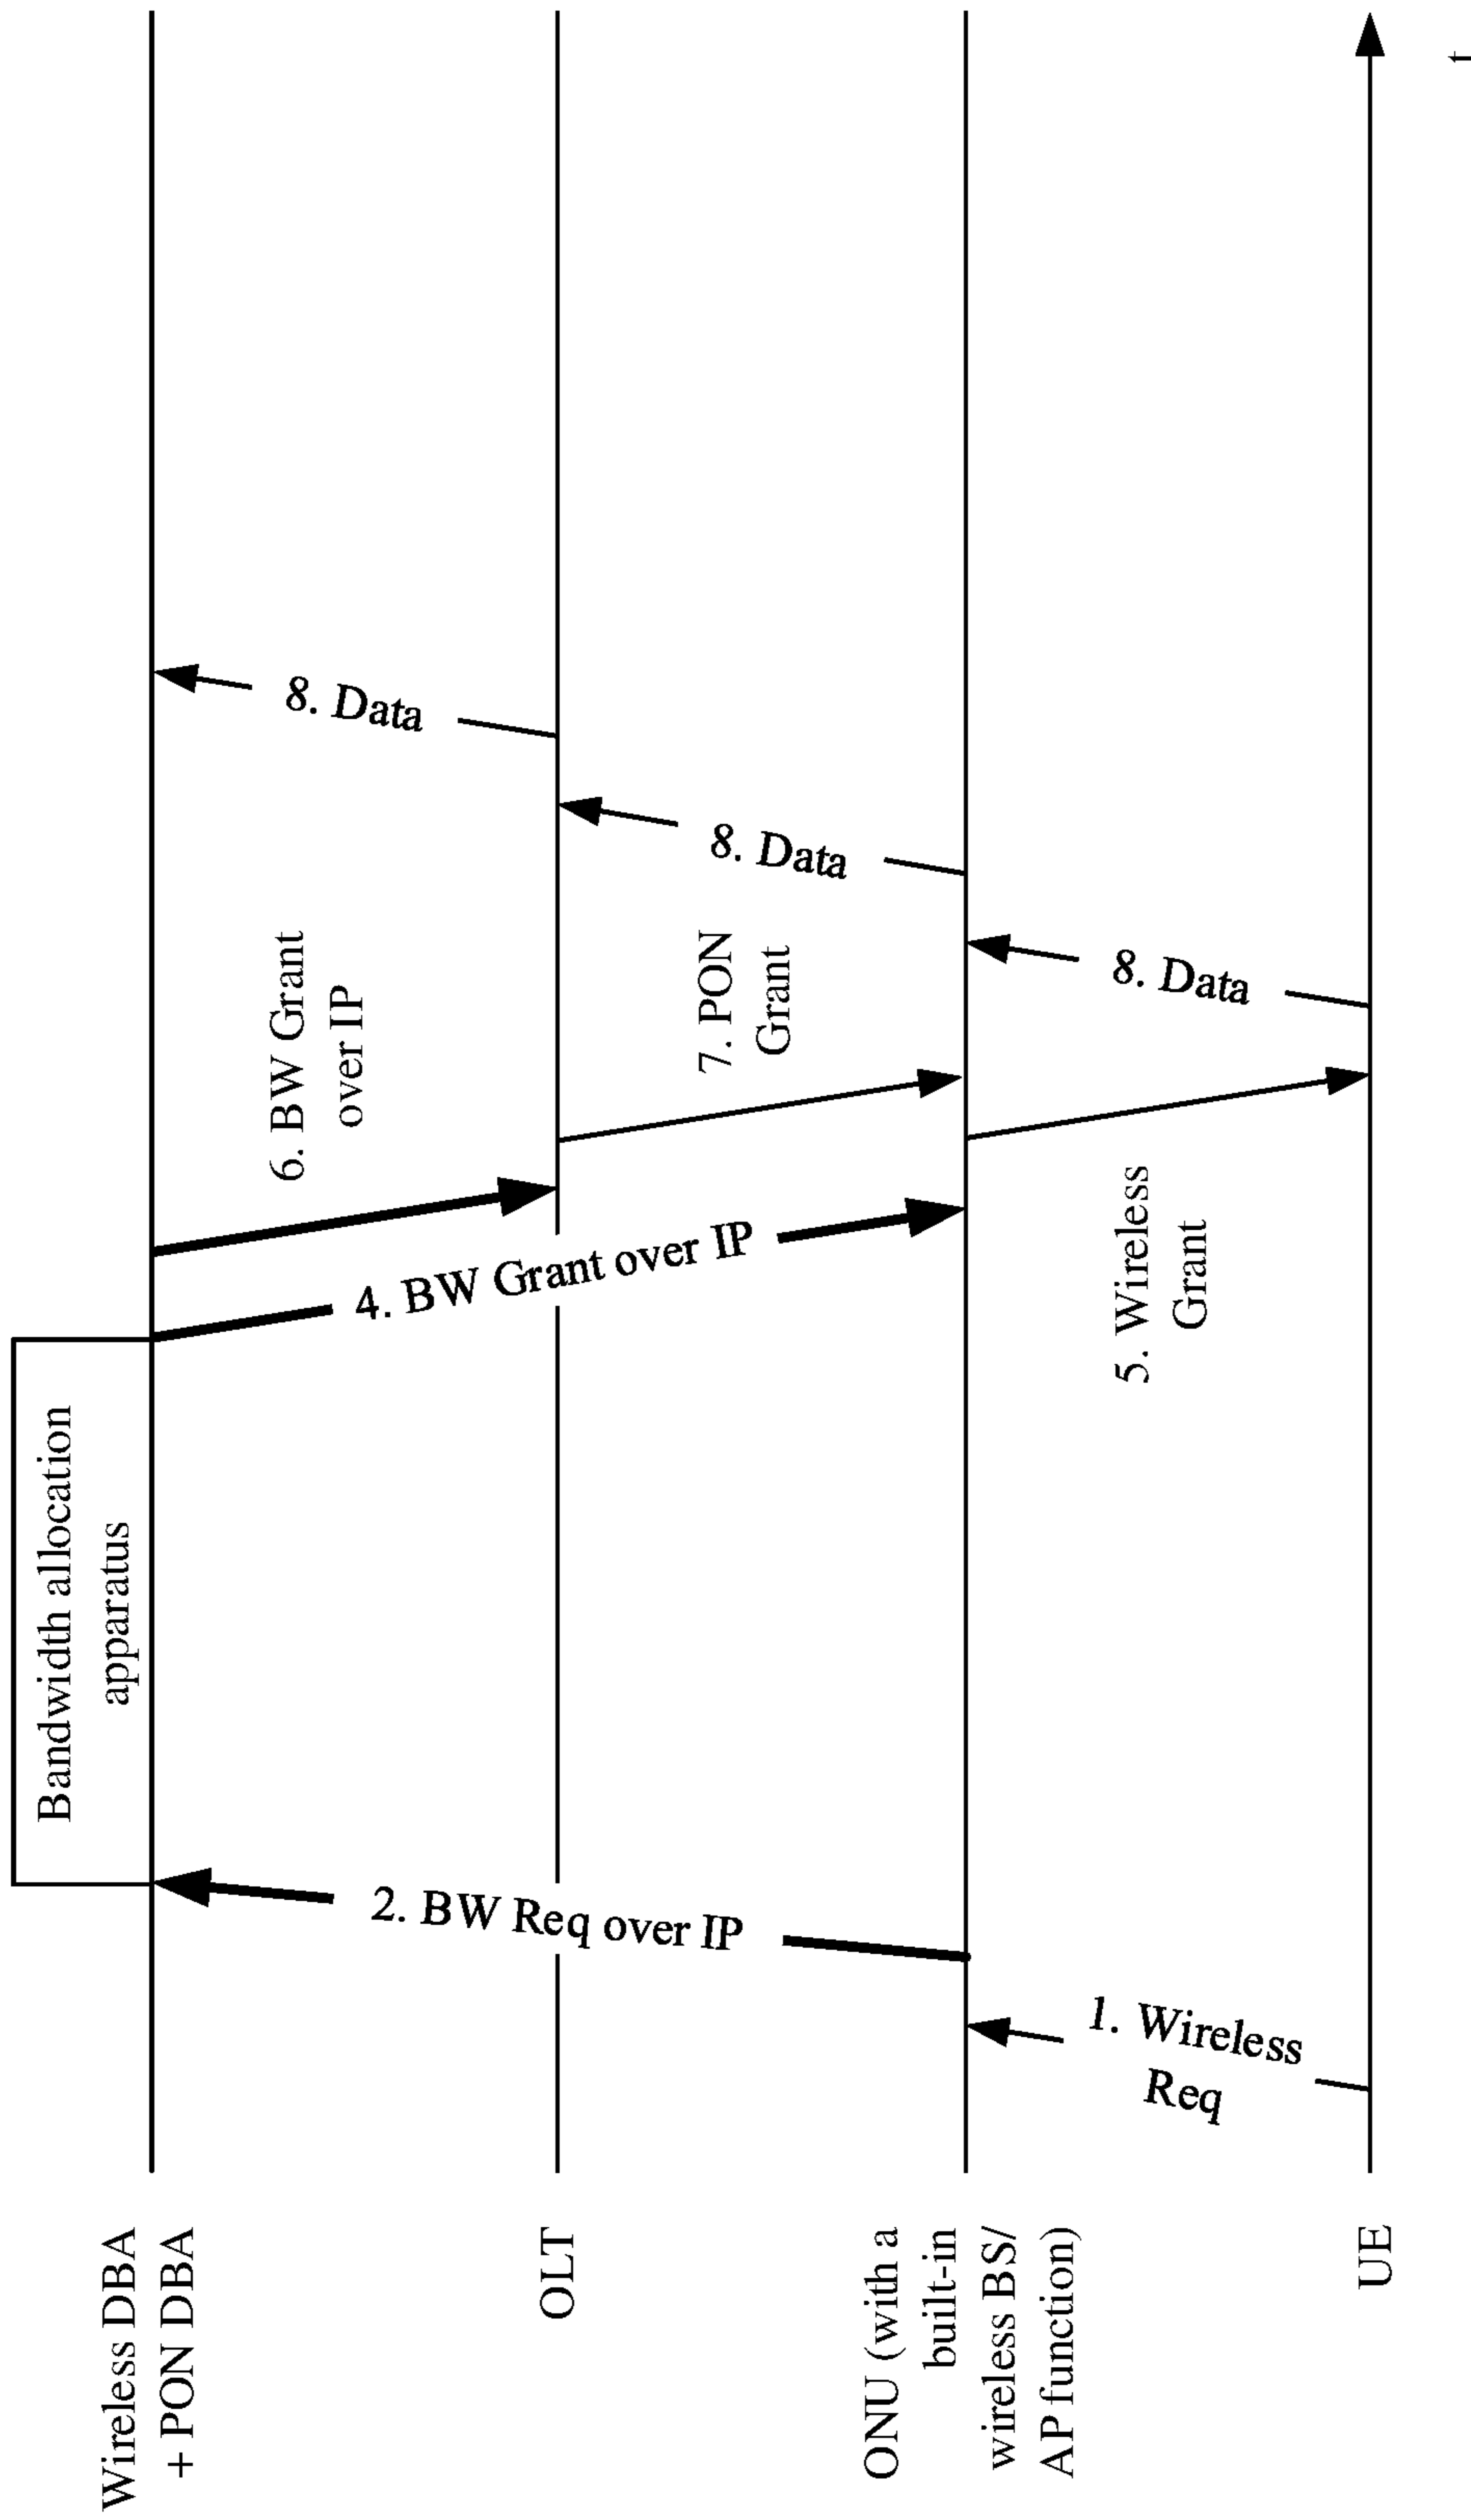 Bandwidth allocation
apparatus
Wireless DBA
+ PON DBA
2. BW Req over IP
4. BW Grant over IP
6. BW Grant
over IP
8. Data
OLT
7. PON
Grant
8. Data
ONU (with a
built-in
wireless BS/
AP function)
1. Wireless
Req
5. Wireless
Grant
8. Data
UE
t